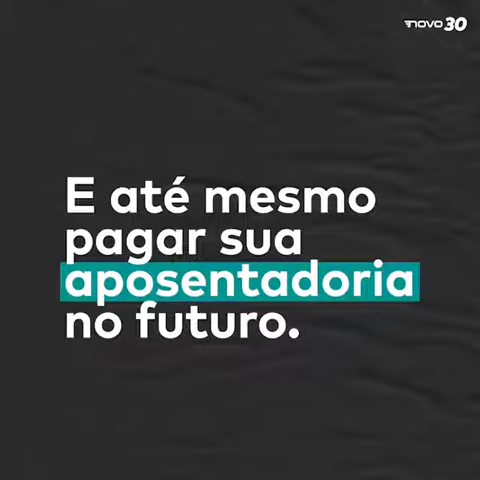 NOVO 30
E até mesmo
pagar sua
aposentadoria
no futuro.